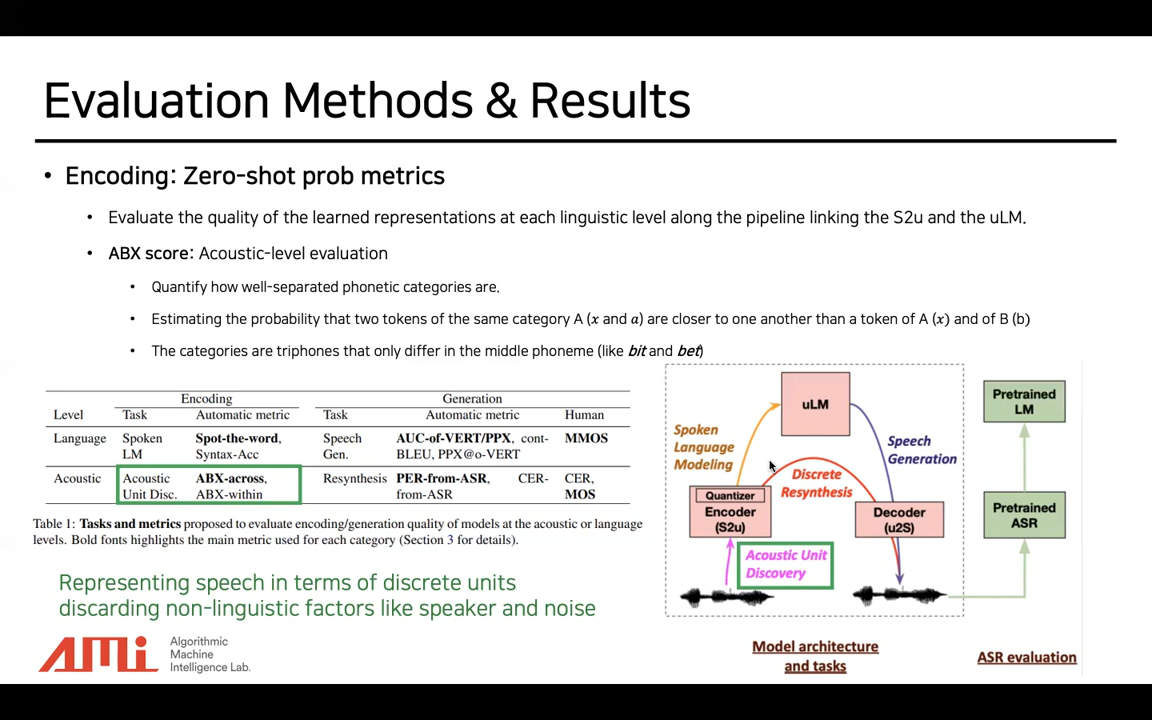 Evaluation Methods & Results
• Encoding: Zero-shot prob metrics
• Evaluate the quality of the learned representations at each linguistic level along the pipeline linking the S2u and the uLM.
• ABX score: Acoustic-level evaluation
• Quantify how well-separated phonetic categories are.
• Estimating the probability that two tokens of the same category A (x and a) are closer to one another than a token of A (x) and of B (b)
• The categories are triphones that only differ in the middle phoneme (like bit and bet)
Encoding Generation
Level Task Automatic metric Task Automatic metric Human
Language Spoken Spot-the-word, Speech AUC-of-VERT/PPX, cont- MMOS
LM Syntax-Acc Gen. BLEU, PPX@o-VERT
Acoustic Acoustic ABX-across, Resynthesis PER-from-ASR, CER- CER,
Unit Disc. ABX-within from-ASR MOS
Table 1: Tasks and metrics proposed to evaluate encoding/generation quality of models at the acoustic or language
levels. Bold fonts highlights the main metric used for each category (Section 3 for details).
Representing speech in terms of discrete units
discarding non-linguistic factors like speaker and noise
AMi
Algorithmic
Machine
Intelligence Lab.
uLM
Spoken
Language
Modeling
Speech
Generation
Discrete
Resynthesis
Quantizer
Encoder
(S2u)
Decoder
(u2S)
Acoustic Unit
Discovery
Model architecture
and tasks
Pretrained
LM
Pretrained
ASR
ASR evaluation